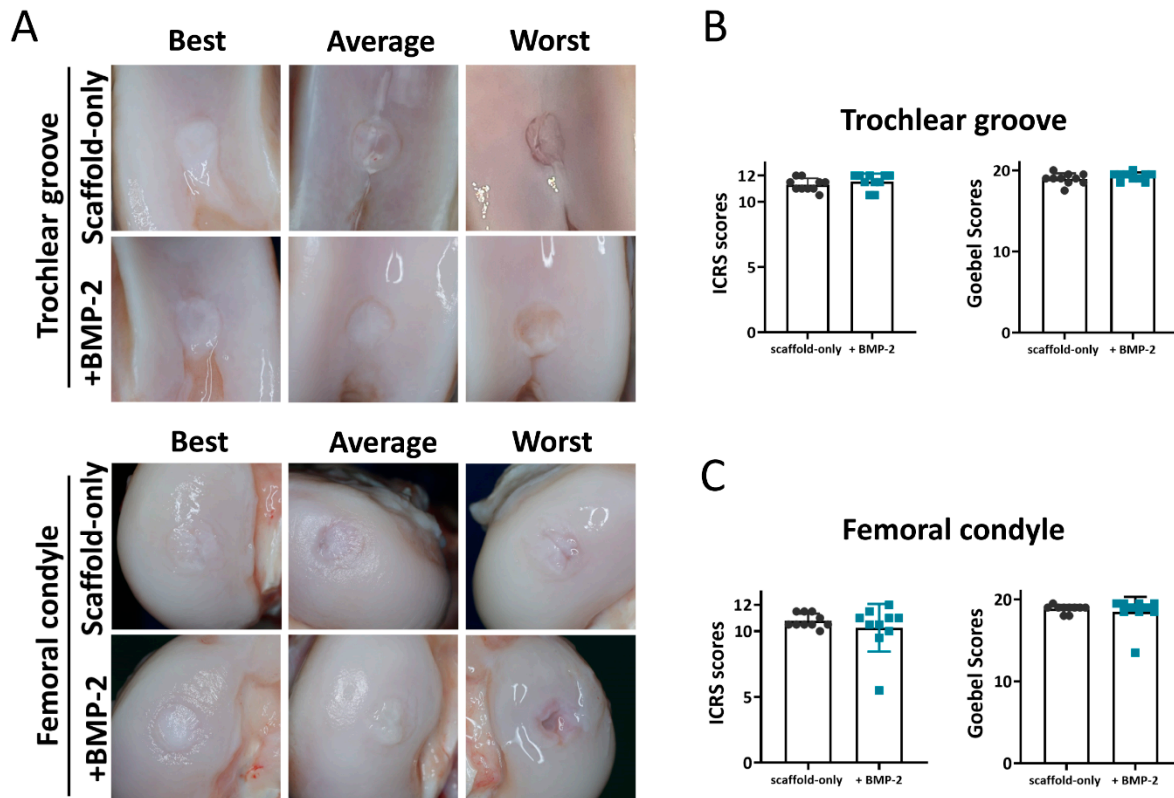 A
Best Average Worst
Trochlear groove
Scaffold-only
+BMP-2
Best Average Worst
Femoral condyle
Scaffold-only
+BMP-2
B
Trochlear groove
ICRS scores
12
10
5
0
scaffold-only + BMP-2
Goebel Scores
20
10
0
scaffold-only + BMP-2
C
Femoral condyle
ICRS scores
12
10
5
0
scaffold-only + BMP-2
Goebel Scores
20
10
0
scaffold-only + BMP-2